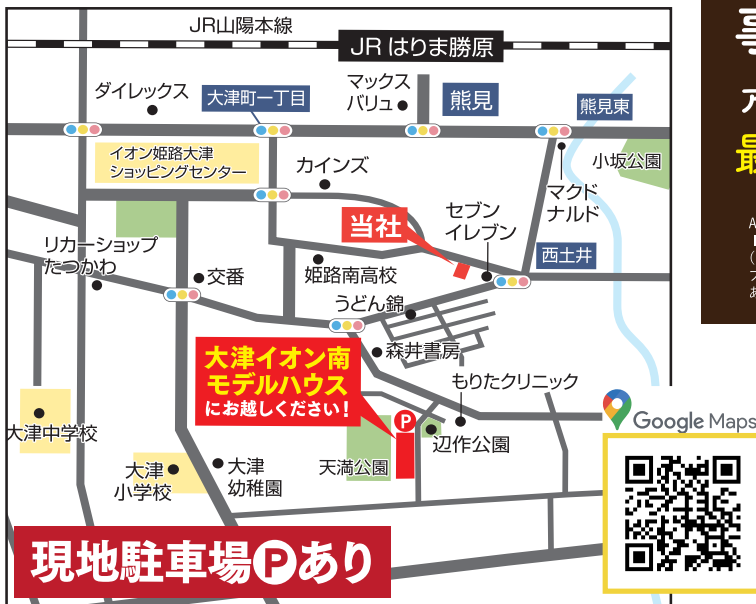 JR山陽本線
JR はりま勝原
ダイレックス
大津町一丁目
マックス
バリュ
熊見
熊見東
イオン姫路大津
ショッピングセンター
カインズ
小坂公園
マクド
ナルド
当社
セブン
イレブン
西土井
リカーショップ
たつかわ
交番
姫路南高校
うどん錦
森井書房
大津イオン南
モデルハウス
にお越しください!
もりたクリニック
P
辺作公園
天満公園
大津中学校
大津
小学校
大津
幼稚園
現地駐車場Pあり
Google Maps